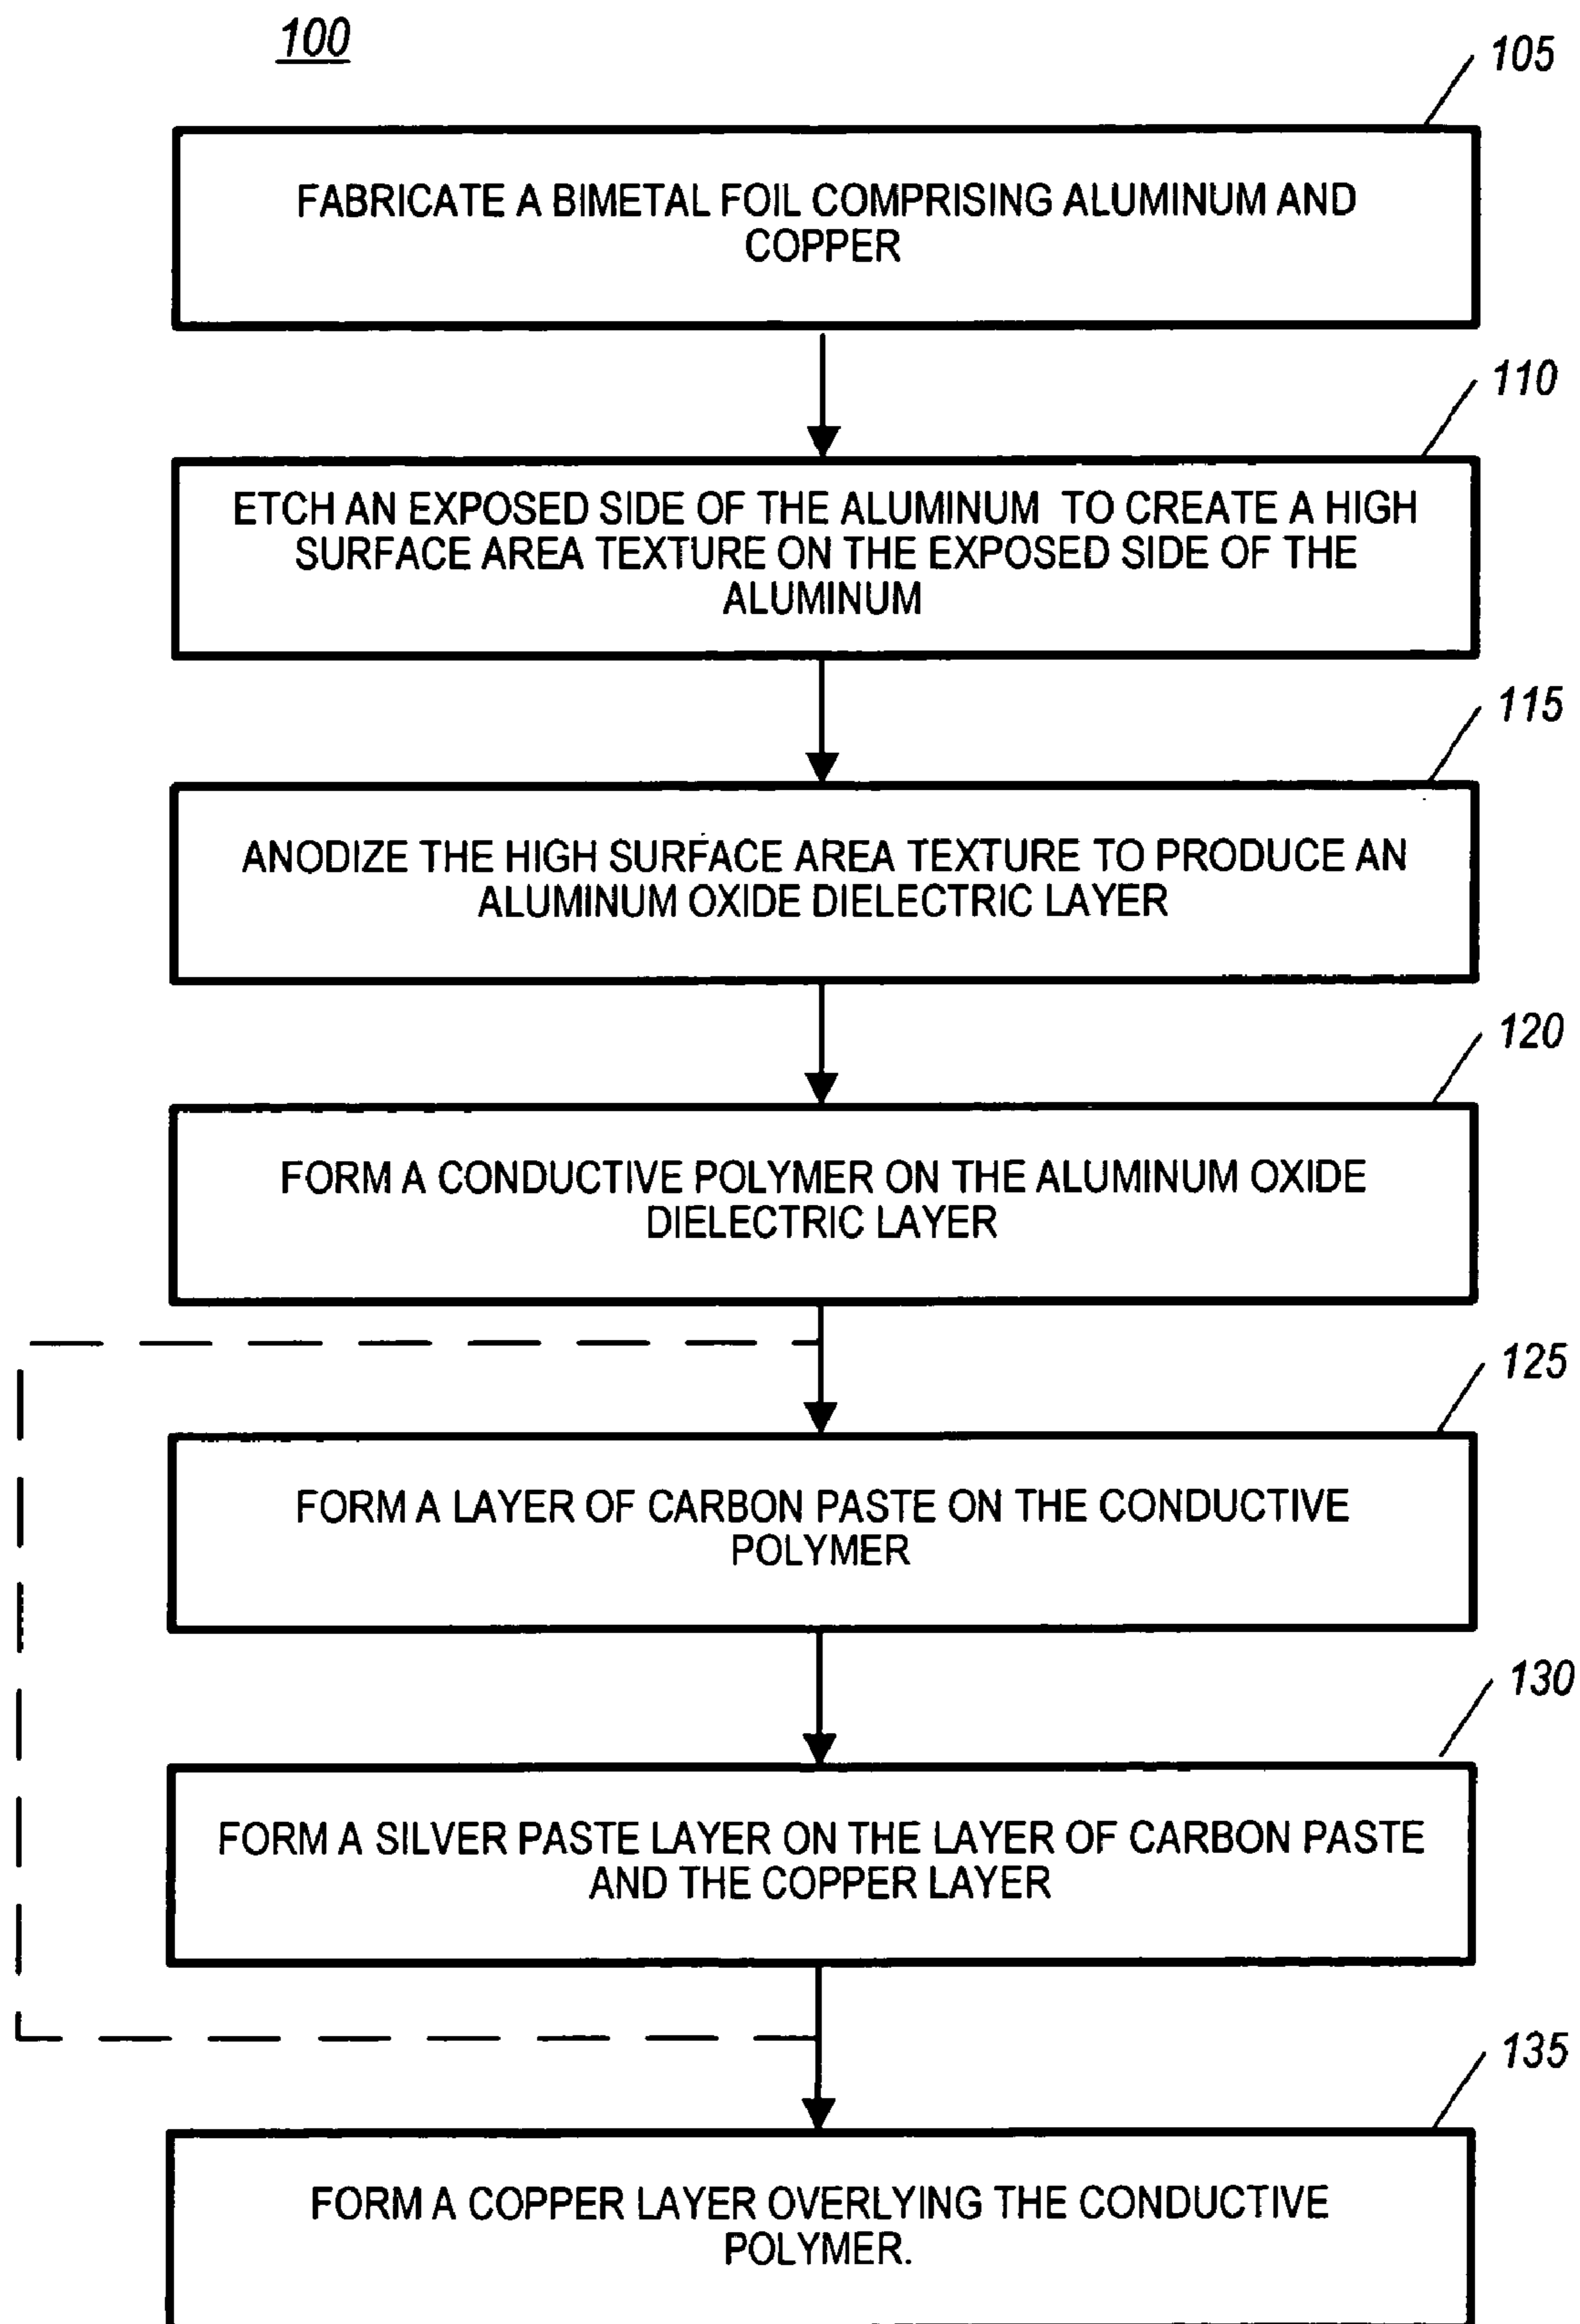 100
105
FABRICATE A BIMETAL FOIL COMPRISING ALUMINUM AND
COPPER
110
ETCH AN EXPOSED SIDE OF THE ALUMINUM TO CREATE A HIGH
SURFACE AREA TEXTURE ON THE EXPOSED SIDE OF THE
ALUMINUM
115
ANODIZE THE HIGH SURFACE AREA TEXTURE TO PRODUCE AN
ALUMINUM OXIDE DIELECTRIC LAYER
120
FORM A CONDUCTIVE POLYMER ON THE ALUMINUM OXIDE
DIELECTRIC LAYER
125
FORM A LAYER OF CARBON PASTE ON THE CONDUCTIVE
POLYMER
130
FORM A SILVER PASTE LAYER ON THE LAYER OF CARBON PASTE
AND THE COPPER LAYER
135
FORM A COPPER LAYER OVERLYING THE CONDUCTIVE
POLYMER.